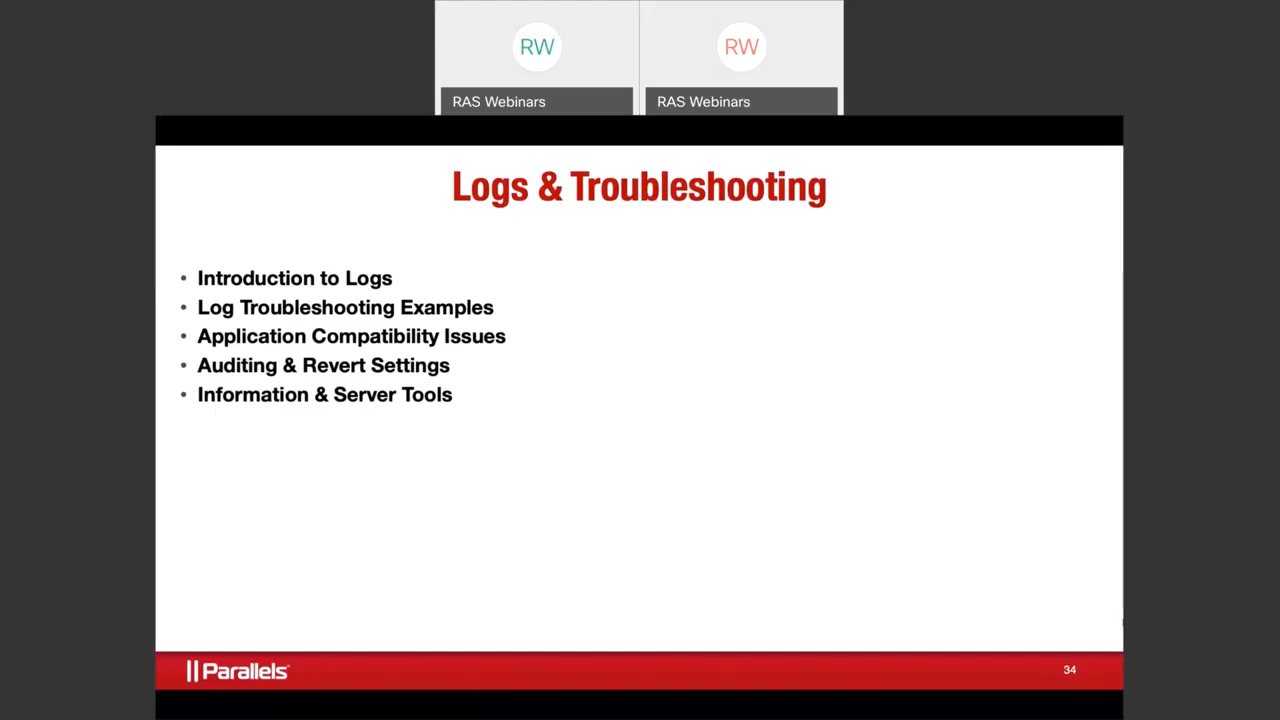 RW
RW
RAS Webinars
RAS Webinars
Logs & Troubleshooting
• Introduction to Logs
• Log Troubleshooting Examples
• Application Compatibility Issues
• Auditing & Revert Settings
• Information & Server Tools
Parallels
34